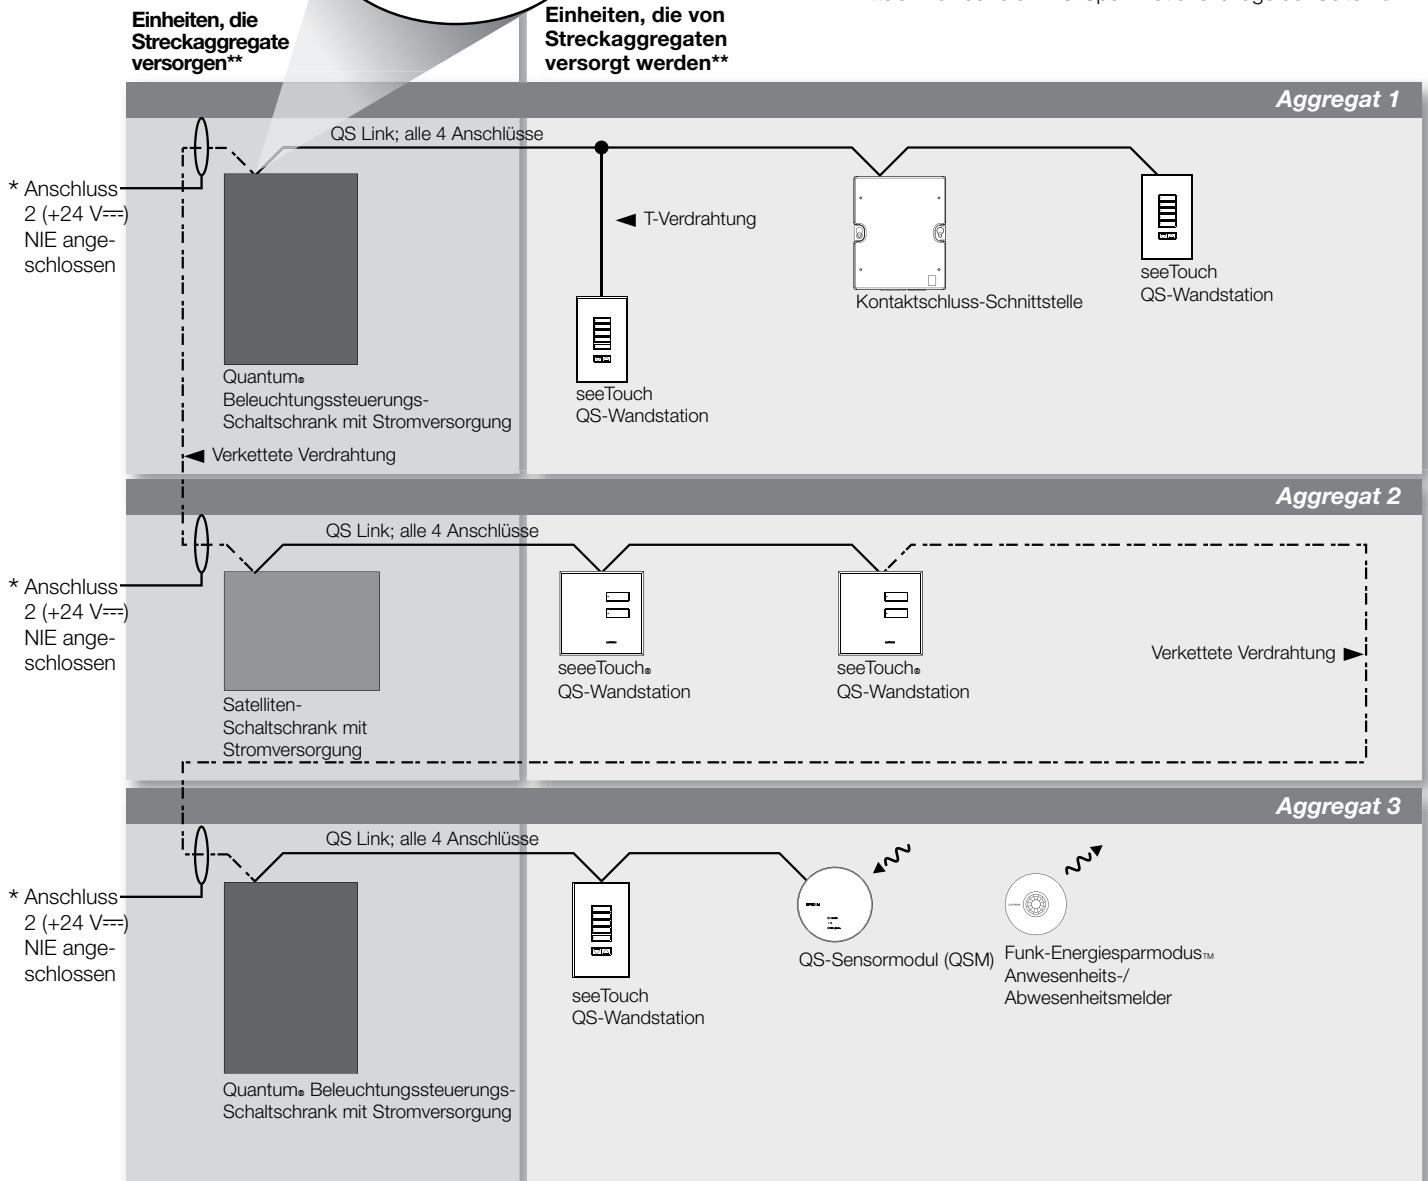 Einheiten, die
Streckaggregate
versorgen**
Einheiten, die von
Streckaggregaten
versorgt werden**
Aggregat 1
QS Link; alle 4 Anschlüsse
* Anschluss
2 (+24 V⎓)
NIE ange-
schlossen
T-Verdrahtung
Kontaktschluss-Schnittstelle
seeTouch
QS-Wandstation
seeTouch
QS-Wandstation
Quantum®
Beleuchtungssteuerungs-
Schaltschrank mit Stromversorgung
Verkettete Verdrahtung
Aggregat 2
QS Link; alle 4 Anschlüsse
* Anschluss
2 (+24 V⎓)
NIE ange-
schlossen
seeeTouch®
QS-Wandstation
seeTouch®
QS-Wandstation
Verkettete Verdrahtung
Satelliten-
Schaltschrank mit
Stromversorgung
Aggregat 3
QS Link; alle 4 Anschlüsse
* Anschluss
2 (+24 V⎓)
NIE ange-
schlossen
seeTouch
QS-Wandstation
QS-Sensormodul (QSM)
Funk-Energiesparmodus™
Anwesenheits-/
Abwesenheitsmelder
Quantum® Beleuchtungssteuerungs-
Schaltschrank mit Stromversorgung